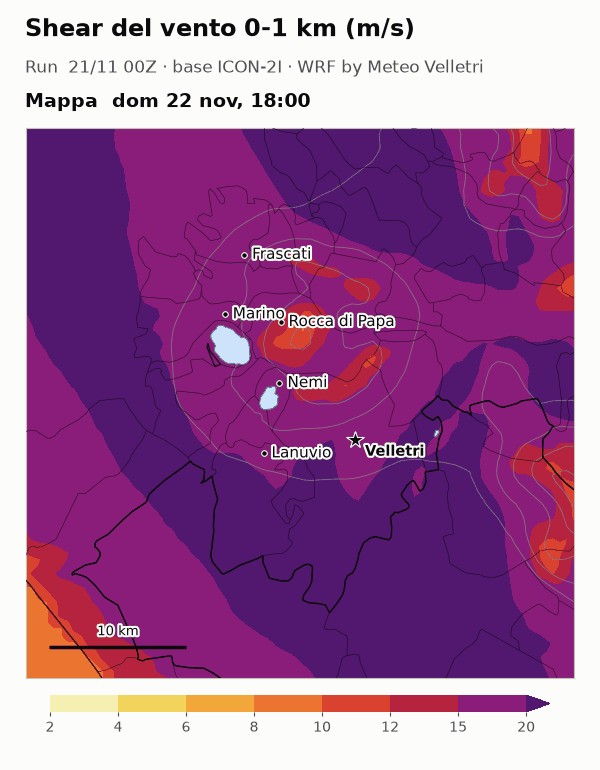 Shear del vento 0-1 km (m/s)
Run  21/11 00Z · base ICON-2I · WRF by Meteo Velletri
Mappa  dom 22 nov, 18:00
Frascati
Marino
Rocca di Papa
Nemi
Velletri
Lanuvio
10 km
2 4 6 8 10 12 15 20